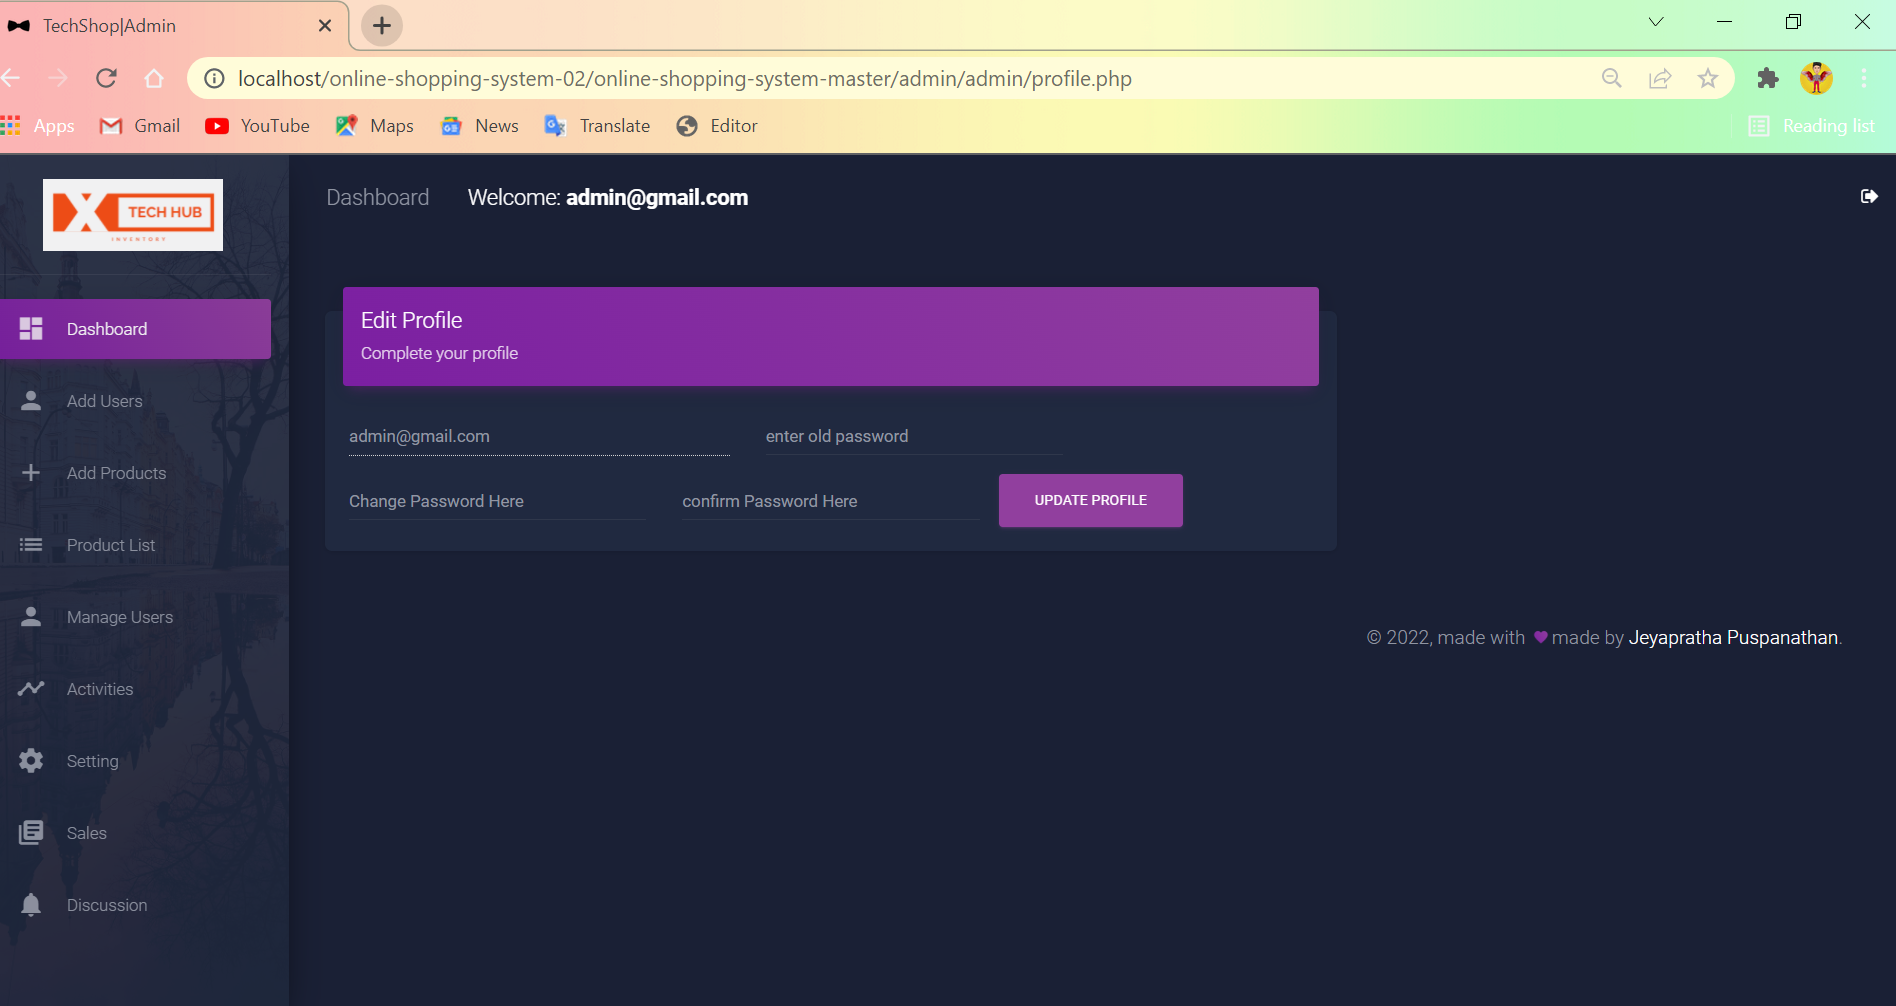 TechShop|Admin
localhost/online-shopping-system-02/online-shopping-system-master/admin/admin/profile.php
Apps Gmail YouTube Maps News Translate Editor Reading list
X TECH HUB
INVENTORY
Dashboard Welcome: admin@gmail.com
Dashboard
Add Users
Add Products
Product List
Manage Users
Activities
Setting
Sales
Discussion
Edit Profile
Complete your profile
admin@gmail.com enter old password
Change Password Here confirm Password Here UPDATE PROFILE
© 2022, made with ♥ made by Jeyapratha Puspanathan.